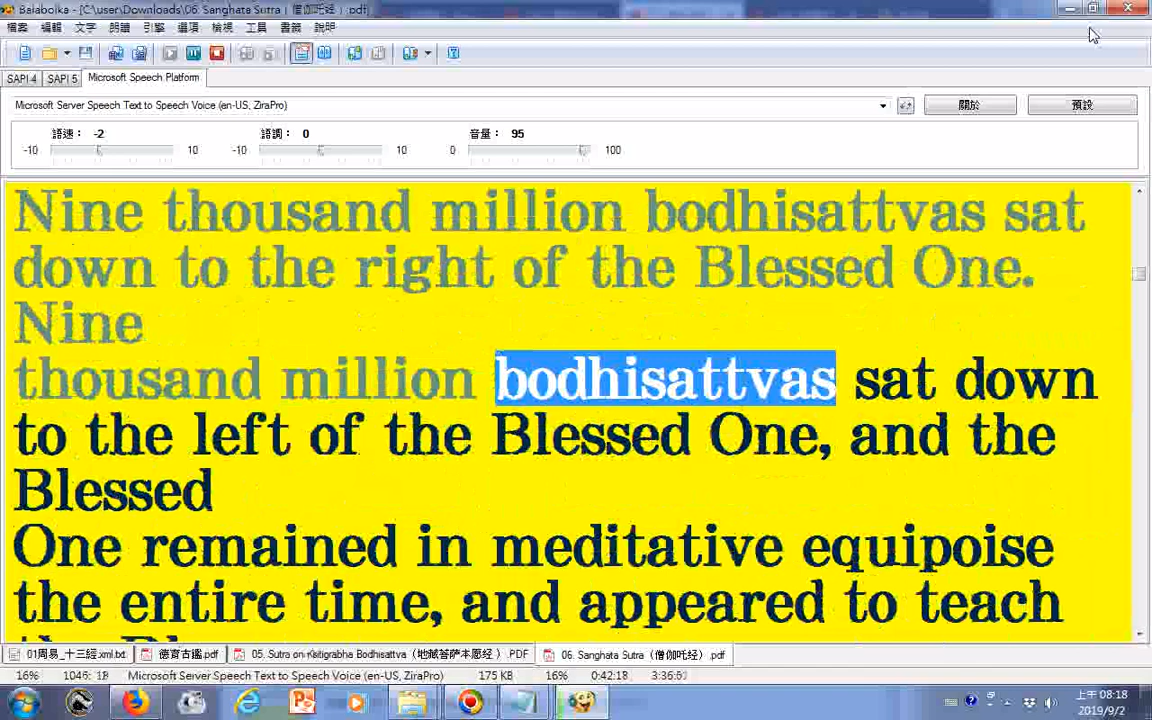 Balabolka - [C:\user\Downloads\06. Sanghata Sutra ( 僧伽吒经 ).pdf]
檔案 編輯 文字 朗讀 引擎 選項 檢視 工具 書籤 說明
SAPI 4 SAPI 5 Microsoft Speech Platform
Microsoft Server Speech Text to Speech Voice (en-US, ZiraPro) 關於 預設
語速： -2 語調： 0 音量： 95
-10 10 -10 10 0 100
Nine thousand million bodhisattvas sat
down to the right of the Blessed One.
Nine
thousand million bodhisattvas sat down
to the left of the Blessed One, and the
Blessed
One remained in meditative equipoise
the entire time, and appeared to teach
01周易_十三經.xml.txt 德育古鑑.pdf 05. Sutra on Ksitigrabha Bodhisattva（地藏菩萨本愿经 ）.PDF 06. Sanghata Sutra（僧伽吒经 ）.pdf
16% 1046: 18 Microsoft Server Speech Text to Speech Voice (en-US, ZiraPro) 175 KB 16% 0:42:18 3:36:51
上午 08:18
2019/9/2